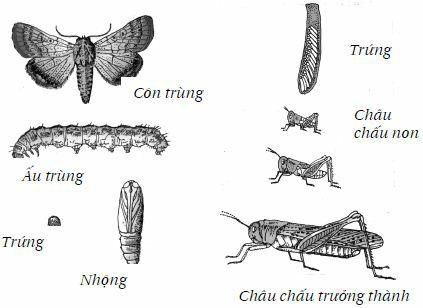 Côn trùng
Ấu trùng
Trứng
Nhộng
Trứng
Châu
chấu non
Châu chấu trưởng thành